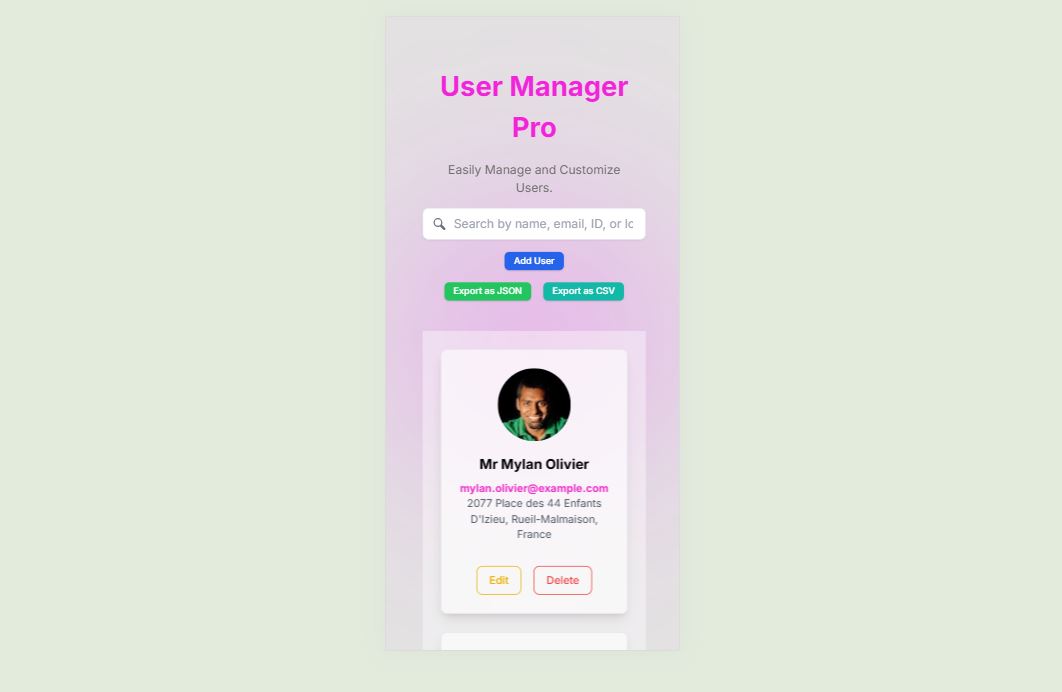 User Manager
Pro
Easily Manage and Customize
Users.
Search by name, email, ID, or lc
Add User
Export as JSON Export as CSV
Mr Mylan Olivier
mylan.olivier@example.com
2077 Place des 44 Enfants
D'Izieu, Rueil-Malmaison,
France
Edit Delete